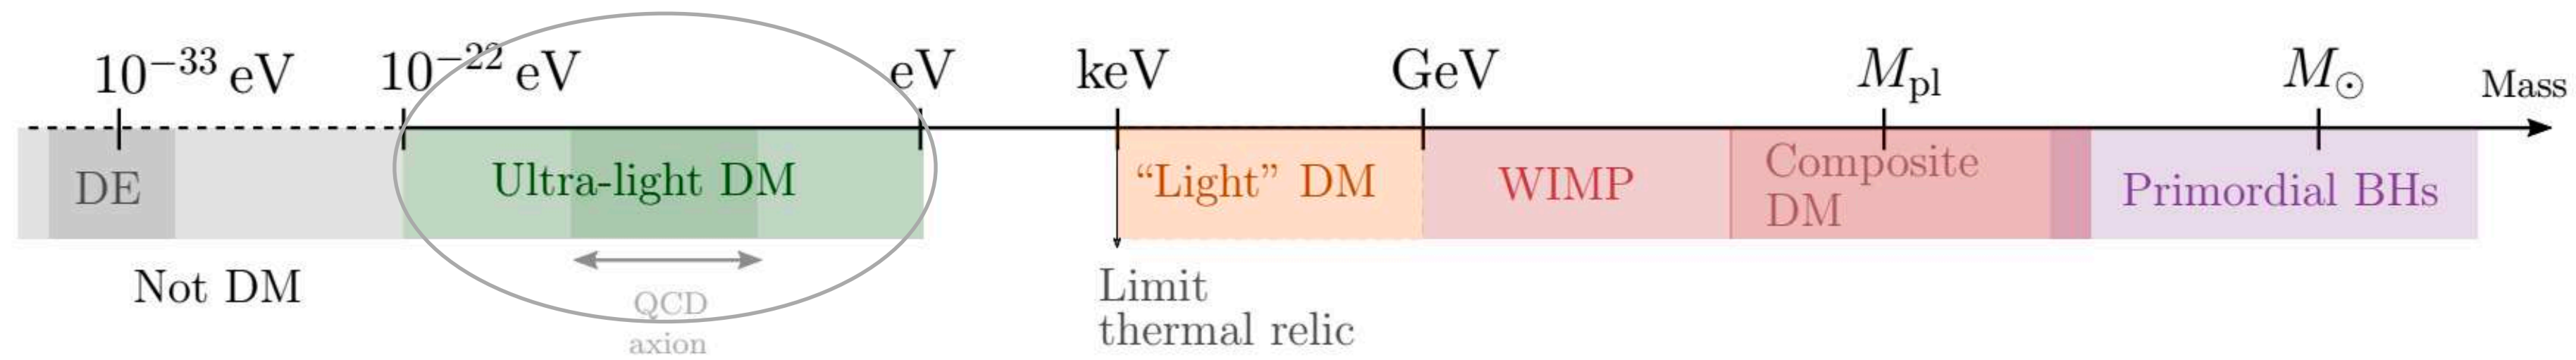 10⁻³³ eV
10⁻²² eV
eV
keV
GeV
M_pl
M_☉
Mass
DE
Ultra-light DM
“Light” DM
WIMP
Composite
DM
Primordial BHs
Not DM
QCD
axion
Limit
thermal relic